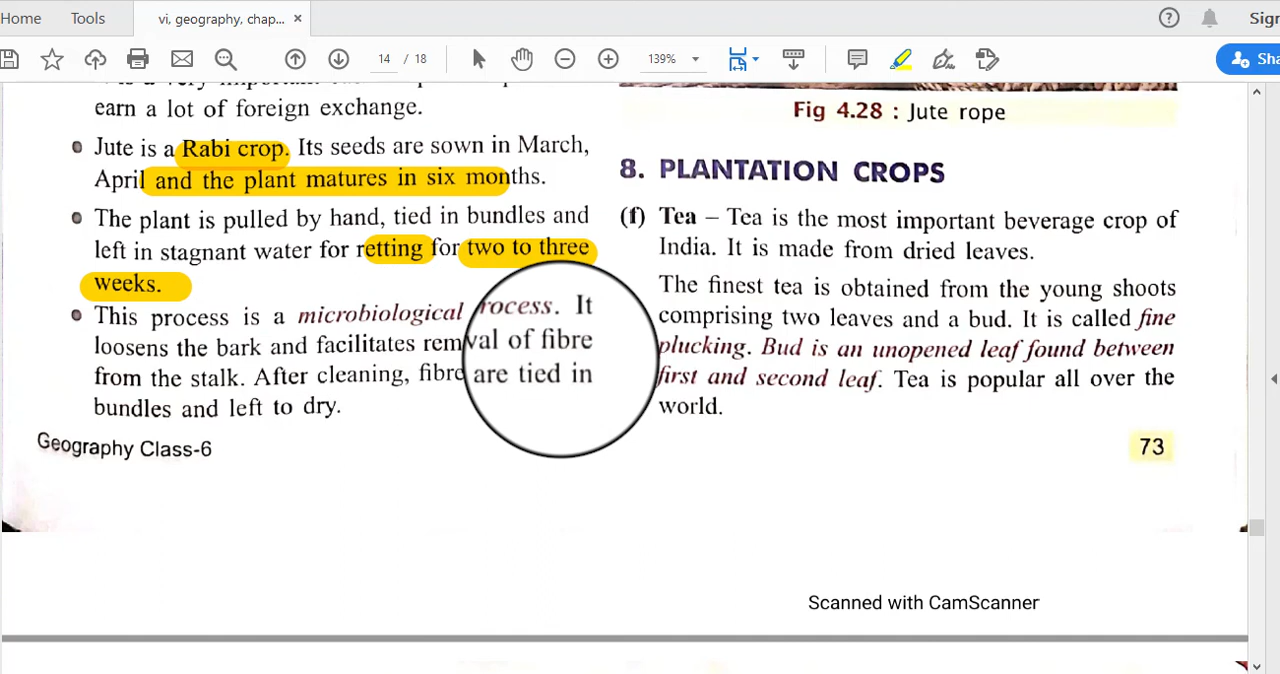 Home Tools vi, geography, chap... × Sign
14 / 18 139% Sha
earn a lot of foreign exchange.
Jute is a Rabi crop. Its seeds are sown in March,
April and the plant matures in six months.
The plant is pulled by hand, tied in bundles and
left in stagnant water for retting for two to three
weeks.
This process is a microbiological rocess. It
loosens the bark and facilitates remval of fibre
from the stalk. After cleaning, fibre are tied in
bundles and left to dry.
Geography Class-6
Fig 4.28 : Jute rope
8. PLANTATION CROPS
(f) Tea – Tea is the most important beverage crop of
India. It is made from dried leaves.
The finest tea is obtained from the young shoots
comprising two leaves and a bud. It is called fine
plucking. Bud is an unopened leaf found between
first and second leaf. Tea is popular all over the
world.
73
Scanned with CamScanner